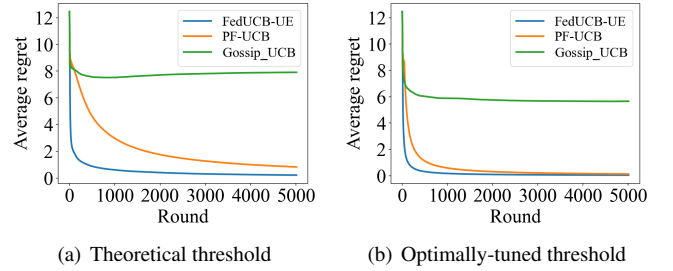 12
10
8
6
4
2
0
Average regret
FedUCB-UE
PF-UCB
Gossip_UCB
0 1000 2000 3000 4000 5000
Round
(a) Theoretical threshold
12
10
8
6
4
2
0
Average regret
FedUCB-UE
PF-UCB
Gossip_UCB
0 1000 2000 3000 4000 5000
Round
(b) Optimally-tuned threshold